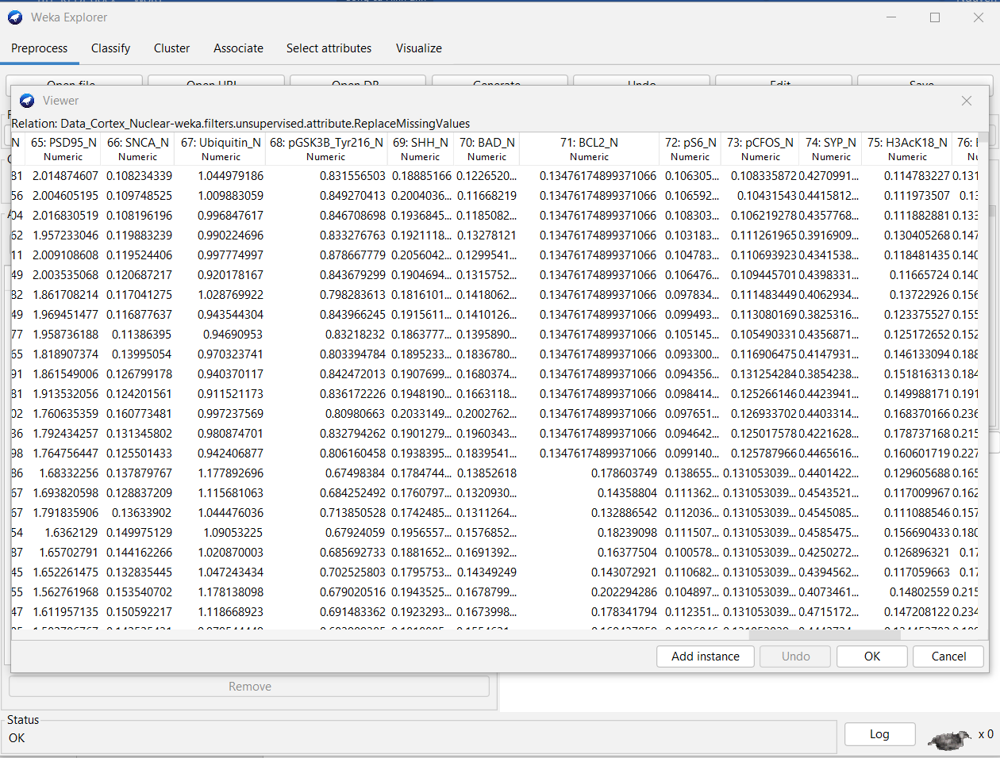 Weka Explorer
Preprocess Classify Cluster Associate Select attributes Visualize
Open file... Open URL... Open DB... Generate... Undo Edit... Save...
Viewer
Relation: Data_Cortex_Nuclear-weka.filters.unsupervised.attribute.ReplaceMissingValues
N 65: PSD95_N 66: SNCA_N 67: Ubiquitin_N 68: pGSK3B_Tyr216_N 69: SHH_N 70: BAD_N 71: BCL2_N 72: pS6_N 73: pCFOS_N 74: SYP_N 75: H3AcK18_N 76:
Numeric Numeric Numeric Numeric Numeric Numeric Numeric Numeric Numeric Numeric Numeric
81 2.014874607 0.108234339 1.044979186 0.831556503 0.18885166 0.1226520... 0.13476174899371066 0.106305... 0.108335872 0.4270991... 0.114783227 0.131
56 2.004605195 0.109748525 1.009883059 0.849270413 0.2004036... 0.11668219 0.13476174899371066 0.106592... 0.10431543 0.4415812... 0.111973507 0.13
04 2.016830519 0.108196196 0.996847617 0.846708698 0.1936845... 0.1185082... 0.13476174899371066 0.108303... 0.106219278 0.4357768... 0.111882881 0.133
62 1.957233046 0.119883239 0.990224696 0.833276763 0.1921118... 0.13278121 0.13476174899371066 0.103183... 0.111261965 0.3916909... 0.130405268 0.147
11 2.009108608 0.119524406 0.997774997 0.878667779 0.2056042... 0.1299541... 0.13476174899371066 0.104783... 0.110693923 0.4341538... 0.118481435 0.140
49 2.003535068 0.120687217 0.920178167 0.843679299 0.1904694... 0.1315752... 0.13476174899371066 0.106476... 0.109445701 0.4398331... 0.11665724 0.140
82 1.861708214 0.117041275 1.028769922 0.798283613 0.1816101... 0.1418062... 0.13476174899371066 0.097834... 0.111483449 0.4062934... 0.13722926 0.156
49 1.969451477 0.116877637 0.943544304 0.843966245 0.1915611... 0.1410126... 0.13476174899371066 0.099493... 0.113080169 0.3825316... 0.123375527 0.155
77 1.958736188 0.11386395 0.94690953 0.83218232 0.1863777... 0.1395890... 0.13476174899371066 0.105145... 0.105490331 0.4356871... 0.125172652 0.152
65 1.818907374 0.13995054 0.970323741 0.803394784 0.1895233... 0.1836780... 0.13476174899371066 0.093300... 0.116906475 0.4147931... 0.146133094 0.188
91 1.861549006 0.126799178 0.940370117 0.842472013 0.1907699... 0.1680374... 0.13476174899371066 0.094356... 0.131254284 0.3854238... 0.151816313 0.184
81 1.913532056 0.124201561 0.911521173 0.836172226 0.1948190... 0.1663118... 0.13476174899371066 0.098414... 0.125266146 0.4423941... 0.149988171 0.191
02 1.760635359 0.160773481 0.997237569 0.80980663 0.2033149... 0.2002762... 0.13476174899371066 0.097651... 0.126933702 0.4403314... 0.168370166 0.236
36 1.792434257 0.131345802 0.980874701 0.832794262 0.1901279... 0.1960343... 0.13476174899371066 0.094642... 0.125017578 0.4221628... 0.178737168 0.215
98 1.764756447 0.125501433 0.942406877 0.806160458 0.1938395... 0.1839541... 0.13476174899371066 0.099140... 0.125787966 0.4465616... 0.160601719 0.227
86 1.68332256 0.137879767 1.177892696 0.67498384 0.1784744... 0.13852618 0.178603749 0.138655... 0.131053039... 0.4401422... 0.129605688 0.165
67 1.693820598 0.128837209 1.115681063 0.684252492 0.1760797... 0.1320930... 0.14358804 0.111362... 0.131053039... 0.4543521... 0.117009967 0.162
67 1.791835906 0.13633902 1.044476036 0.713850528 0.1742485... 0.1311264... 0.132886542 0.112036... 0.131053039... 0.4545085... 0.111088546 0.157
54 1.6362129 0.149975129 1.09053225 0.67924059 0.1956557... 0.1576852... 0.18239098 0.111507... 0.131053039... 0.4585475... 0.156690433 0.180
87 1.65702791 0.144162266 1.020870003 0.685692733 0.1881652... 0.1691392... 0.16377504 0.100578... 0.131053039... 0.4250272... 0.126896321 0.17
45 1.652261475 0.132835445 1.047243434 0.702525803 0.1795753... 0.14349249 0.143072921 0.110682... 0.131053039... 0.4394562... 0.117059663 0.17
55 1.562761968 0.153540702 1.178138098 0.679020516 0.1943525... 0.1678799... 0.202294286 0.104897... 0.131053039... 0.4073461... 0.14802559 0.215
47 1.611957135 0.150592217 1.118668923 0.691483362 0.1923293... 0.1673998... 0.178341794 0.112351... 0.131053039... 0.4715172... 0.147208122 0.234
Add instance Undo OK Cancel
Remove
Status
OK
Log x 0